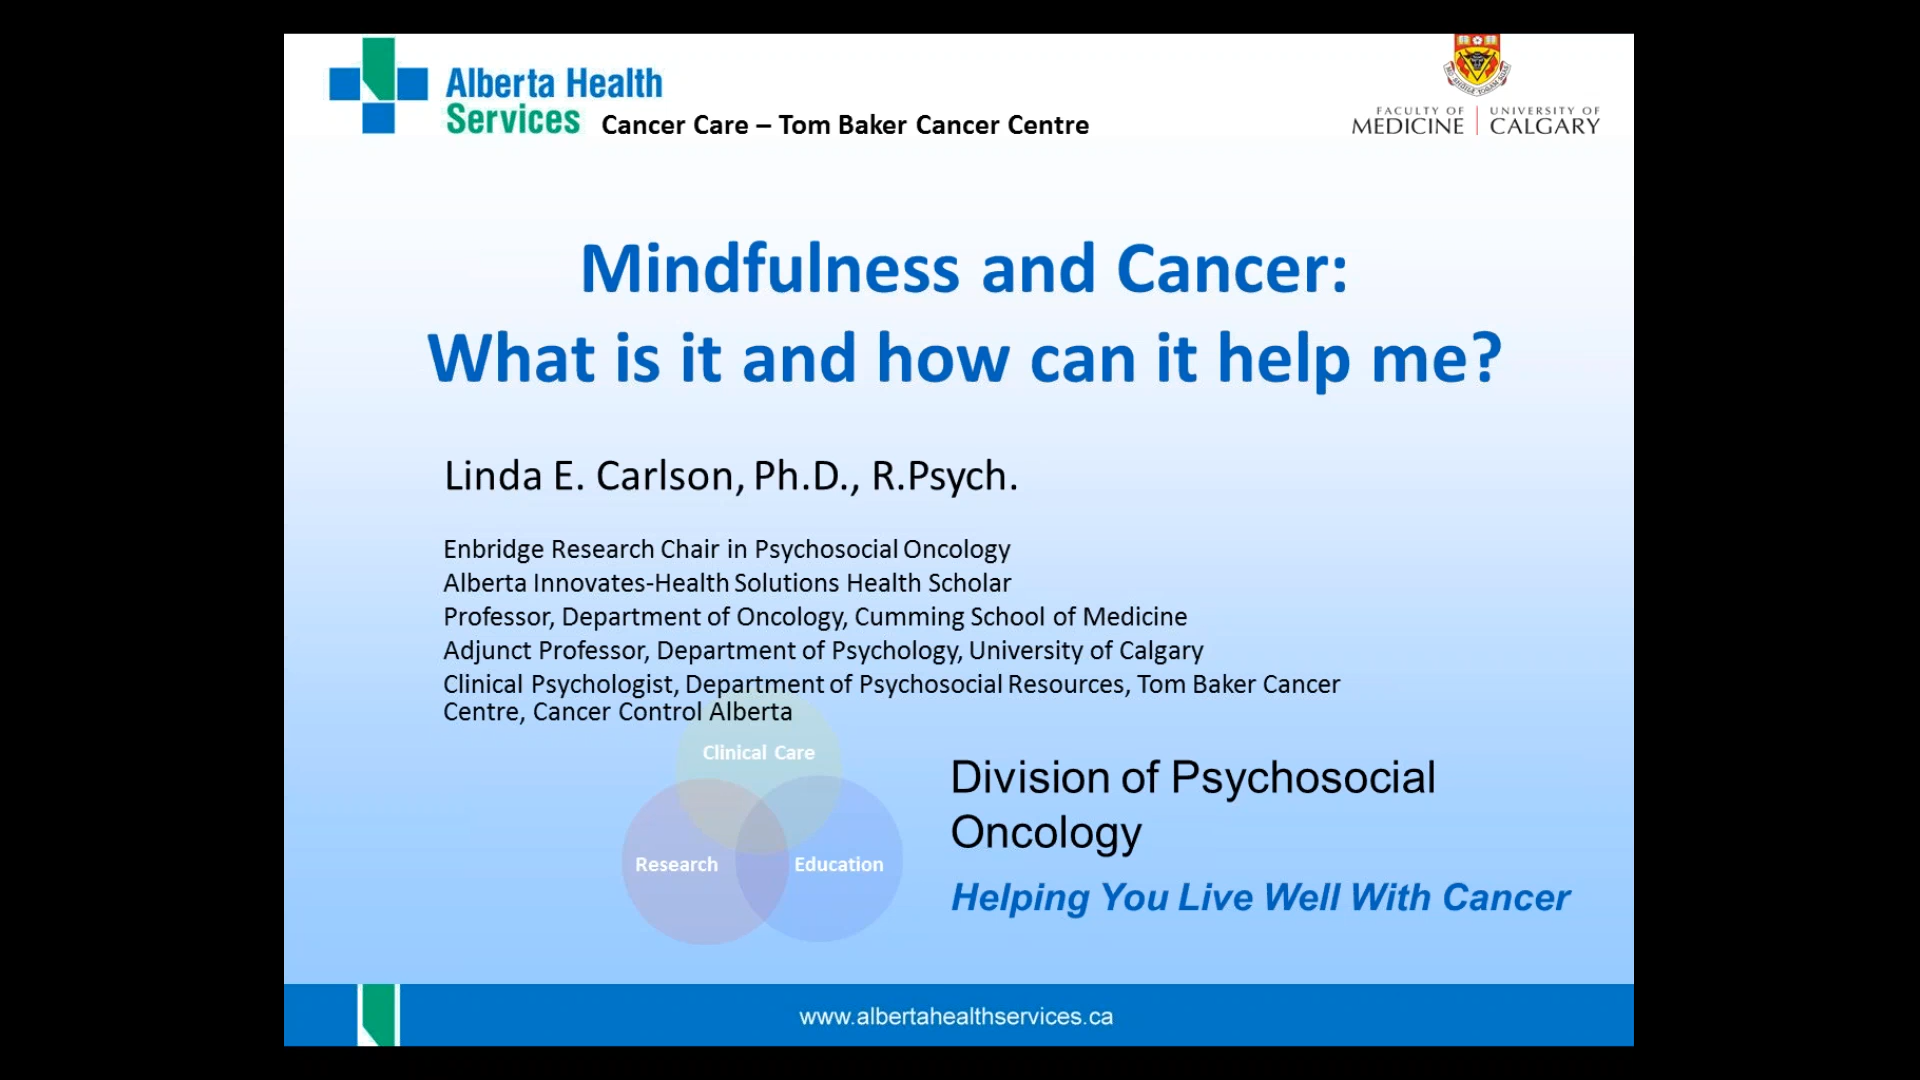 Alberta Health
Services
Cancer Care – Tom Baker Cancer Centre
FACULTY OF MEDICINE | UNIVERSITY OF CALGARY
Mindfulness and Cancer:
What is it and how can it help me?
Linda E. Carlson, Ph.D., R.Psych.
Enbridge Research Chair in Psychosocial Oncology
Alberta Innovates-Health Solutions Health Scholar
Professor, Department of Oncology, Cumming School of Medicine
Adjunct Professor, Department of Psychology, University of Calgary
Clinical Psychologist, Department of Psychosocial Resources, Tom Baker Cancer
Centre, Cancer Control Alberta
Clinical Care
Research
Education
Division of Psychosocial
Oncology
Helping You Live Well With Cancer
www.albertahealthservices.ca